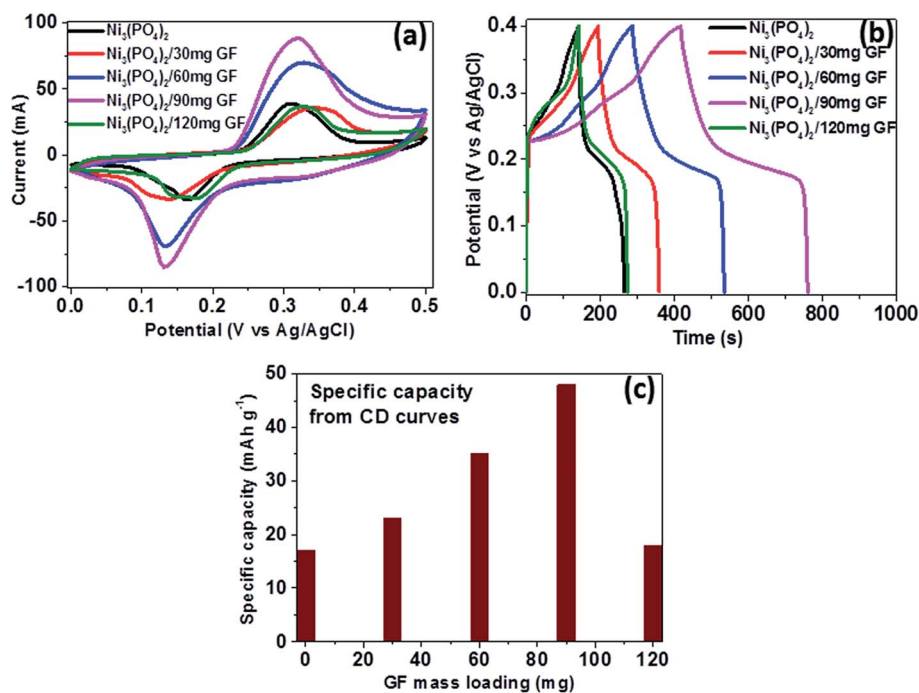 (a)
Ni₃(PO₄)₂
Ni₃(PO₄)₂/30mg GF
Ni₃(PO₄)₂/60mg GF
Ni₃(PO₄)₂/90mg GF
Ni₃(PO₄)₂/120mg GF
Current (mA)
100
50
0
-50
-100
0.0 0.1 0.2 0.3 0.4 0.5
Potential (V vs Ag/AgCl)
(b)
Ni₃(PO₄)₂
Ni₃(PO₄)₂/30mg GF
Ni₃(PO₄)₂/60mg GF
Ni₃(PO₄)₂/90mg GF
Ni₃(PO₄)₂/120mg GF
Potential (V vs Ag/AgCl)
0.4
0.3
0.2
0.1
0.0
0 200 400 600 800 1000
Time (s)
(c)
Specific capacity
from CD curves
Specific capacity (mAh g⁻¹)
50
40
30
20
10
0
0 20 40 60 80 100 120
GF mass loading (mg)